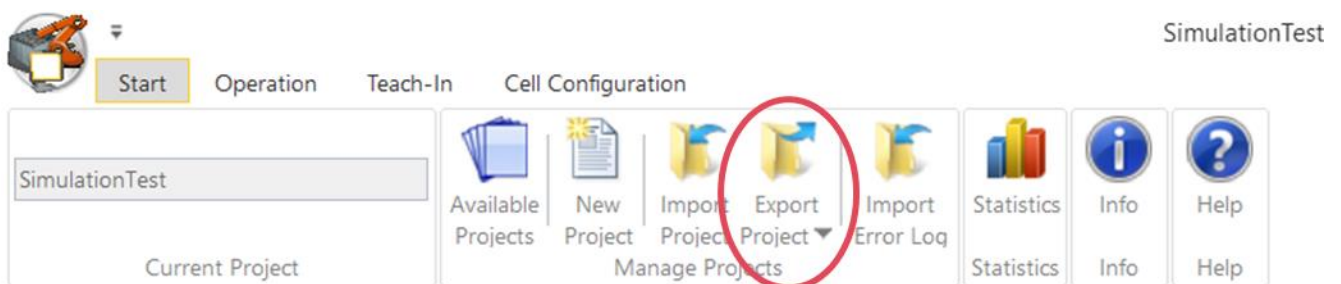 SimulationTest
Start Operation Teach-In Cell Configuration
SimulationTest
Available Projects
New Project
Import Project
Export Project
Import Error Log
Statistics
Info
Help
Current Project
Manage Projects
Statistics
Info
Help